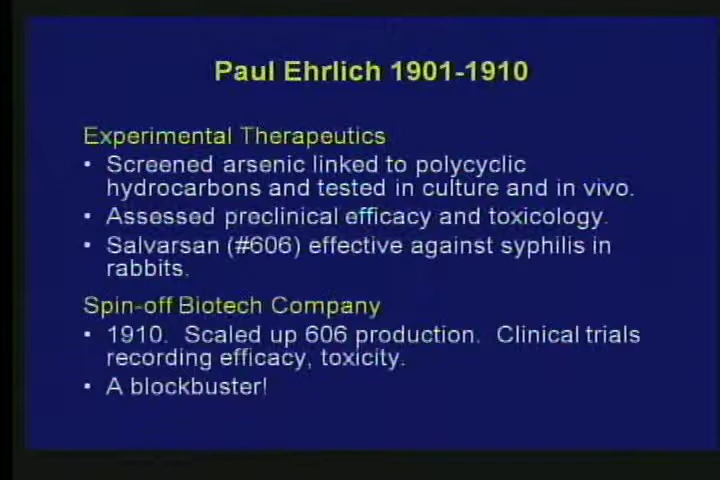 Paul Ehrlich 1901-1910
Experimental Therapeutics
• Screened arsenic linked to polycyclic
hydrocarbons and tested in culture and in vivo.
• Assessed preclinical efficacy and toxicology.
• Salvarsan (#606) effective against syphilis in
rabbits.
Spin-off Biotech Company
• 1910. Scaled up 606 production. Clinical trials
recording efficacy, toxicity.
• A blockbuster!